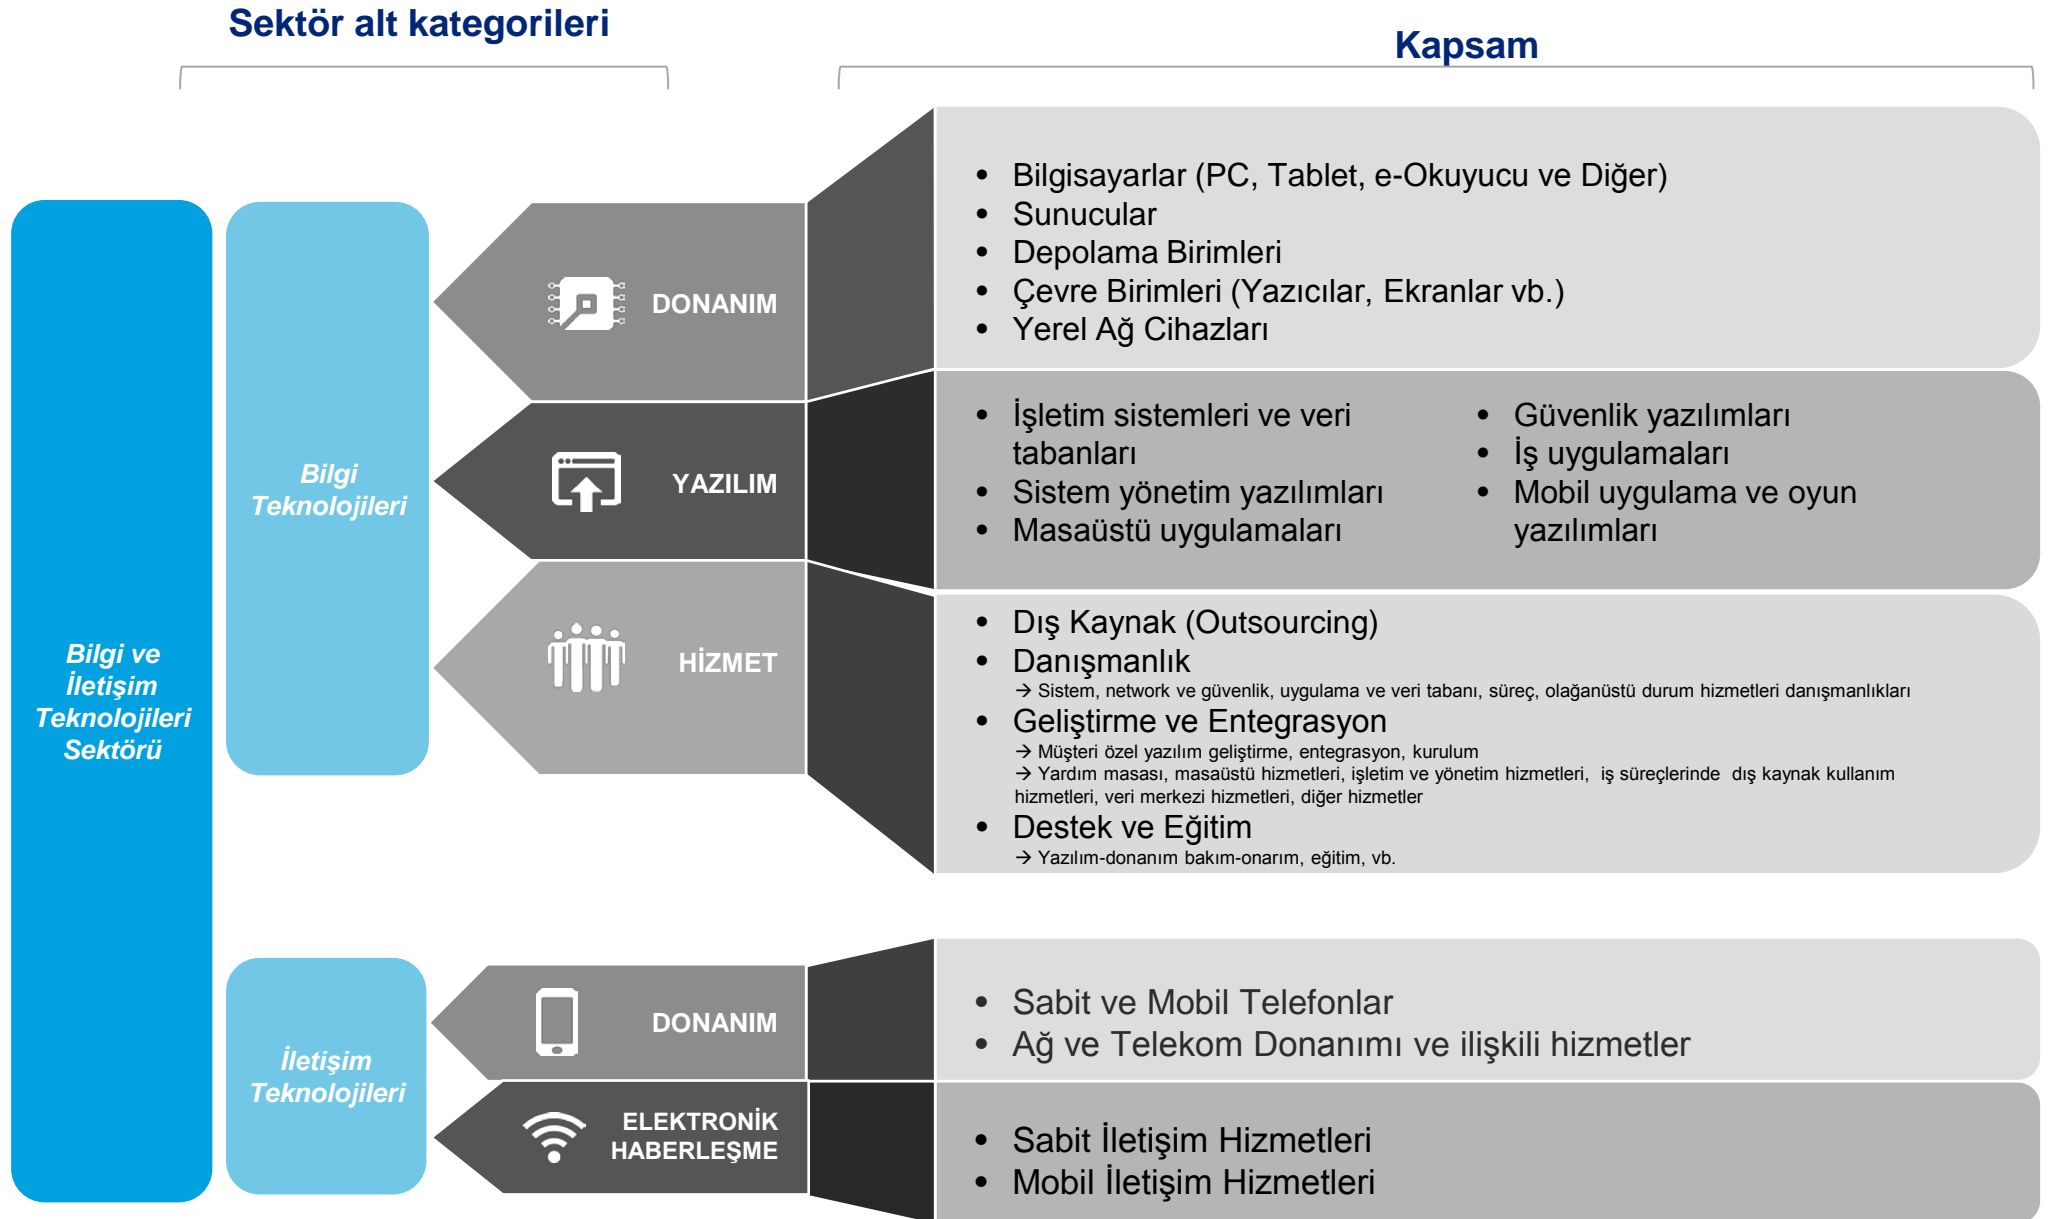 Sektör alt kategorileri
Kapsam
Bilgi ve
İletişim
Teknolojileri
Sektörü
Bilgi
Teknolojileri
DONANIM
• Bilgisayarlar (PC, Tablet, e-Okuyucu ve Diğer)
• Sunucular
• Depolama Birimleri
• Çevre Birimleri (Yazıcılar, Ekranlar vb.)
• Yerel Ağ Cihazları
YAZILIM
• İşletim sistemleri ve veri
tabanları
• Sistem yönetim yazılımları
• Masaüstü uygulamaları
• Güvenlik yazılımları
• İş uygulamaları
• Mobil uygulama ve oyun
yazılımları
HİZMET
• Dış Kaynak (Outsourcing)
• Danışmanlık
→ Sistem, network ve güvenlik, uygulama ve veri tabanı, süreç, olağanüstü durum hizmetleri danışmanlıkları
• Geliştirme ve Entegrasyon
→ Müşteri özel yazılım geliştirme, entegrasyon, kurulum
→ Yardım masası, masaüstü hizmetleri, işletim ve yönetim hizmetleri, iş süreçlerinde dış kaynak kullanım
hizmetleri, veri merkezi hizmetleri, diğer hizmetler
• Destek ve Eğitim
→ Yazılım-donanım bakım-onarım, eğitim, vb.
İletişim
Teknolojileri
DONANIM
• Sabit ve Mobil Telefonlar
• Ağ ve Telekom Donanımı ve ilişkili hizmetler
ELEKTRONİK
HABERLEŞME
• Sabit İletişim Hizmetleri
• Mobil İletişim Hizmetleri